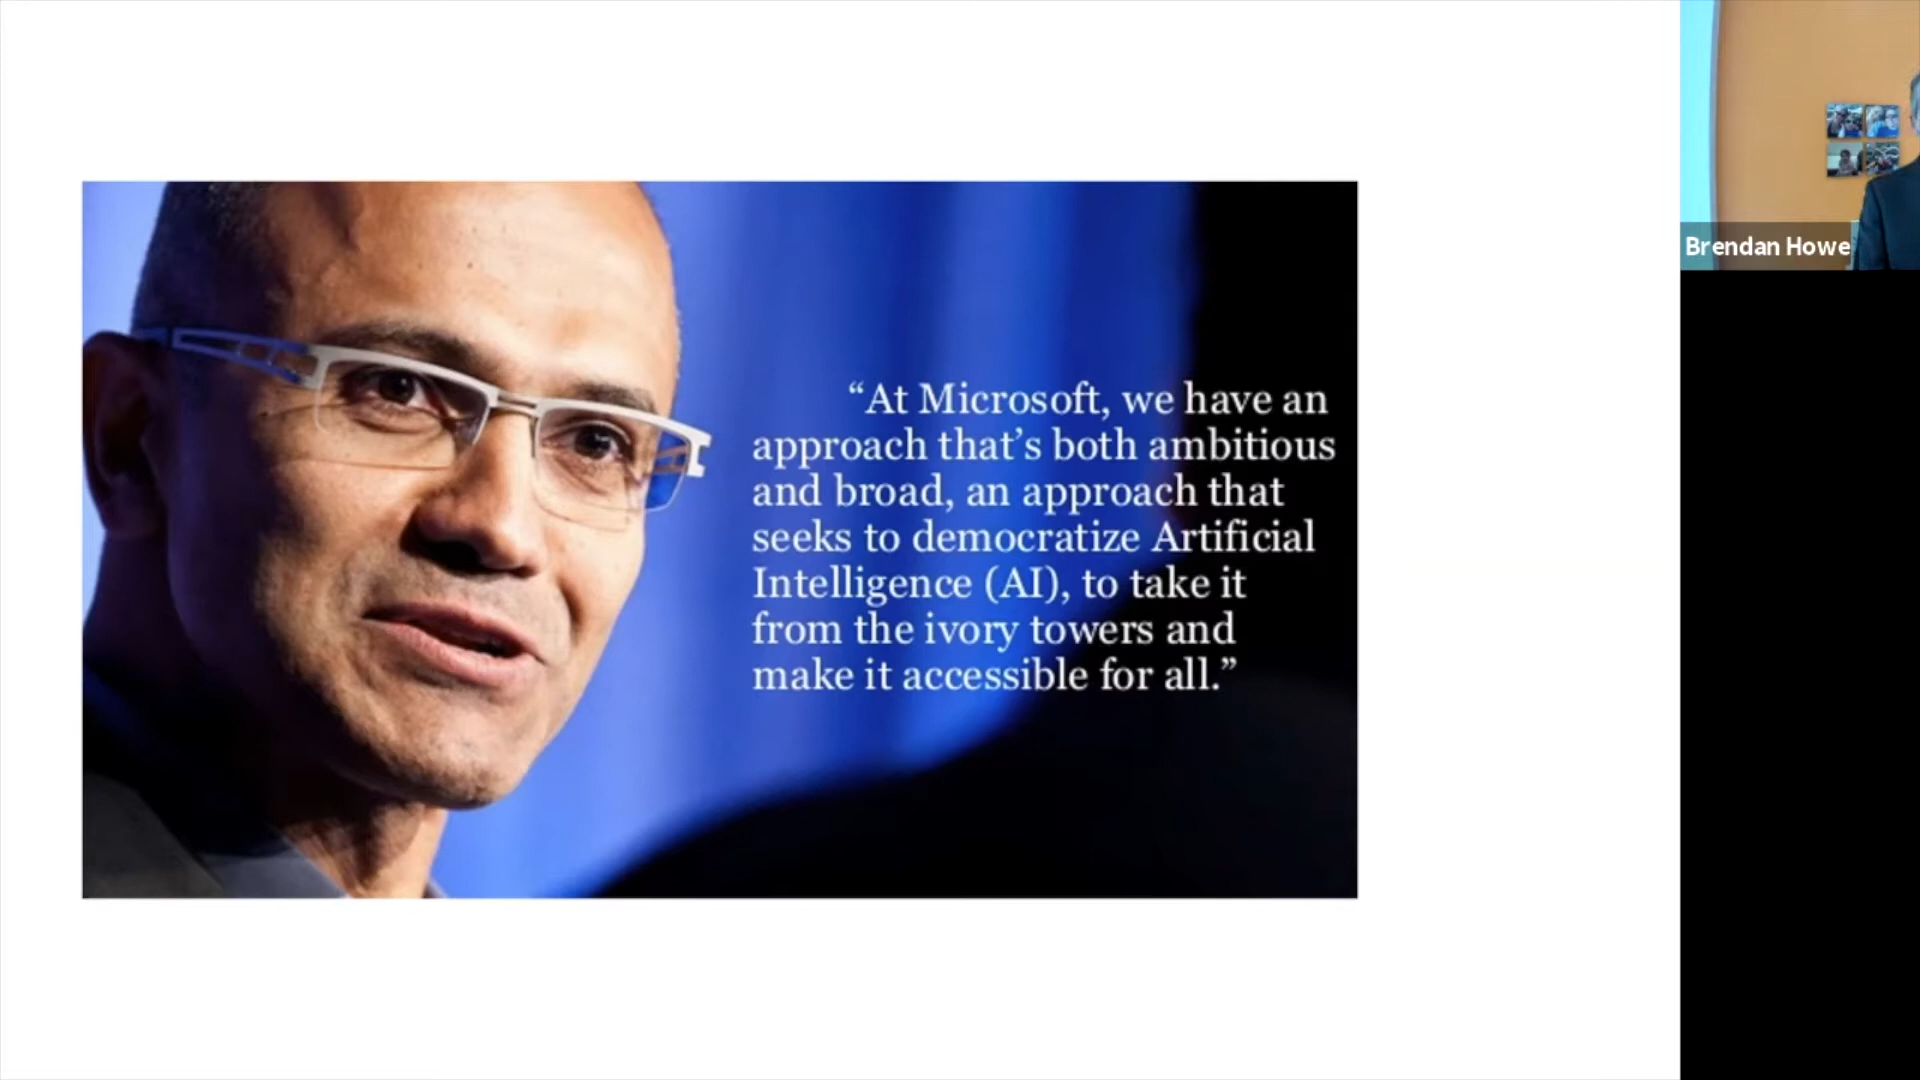 “At Microsoft, we have an
approach that’s both ambitious
and broad, an approach that
seeks to democratize Artificial
Intelligence (AI), to take it
from the ivory towers and
make it accessible for all.”
Brendan Howe